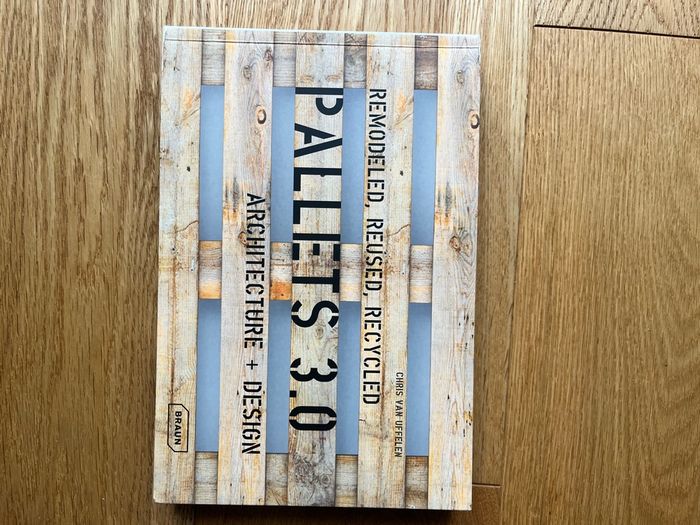 CHRIS VAN UFFELEN
REMODELED, REUSED, RECYCLED
PALLETS 3.0
ARCHITECTURE + DESIGN
BRAUN